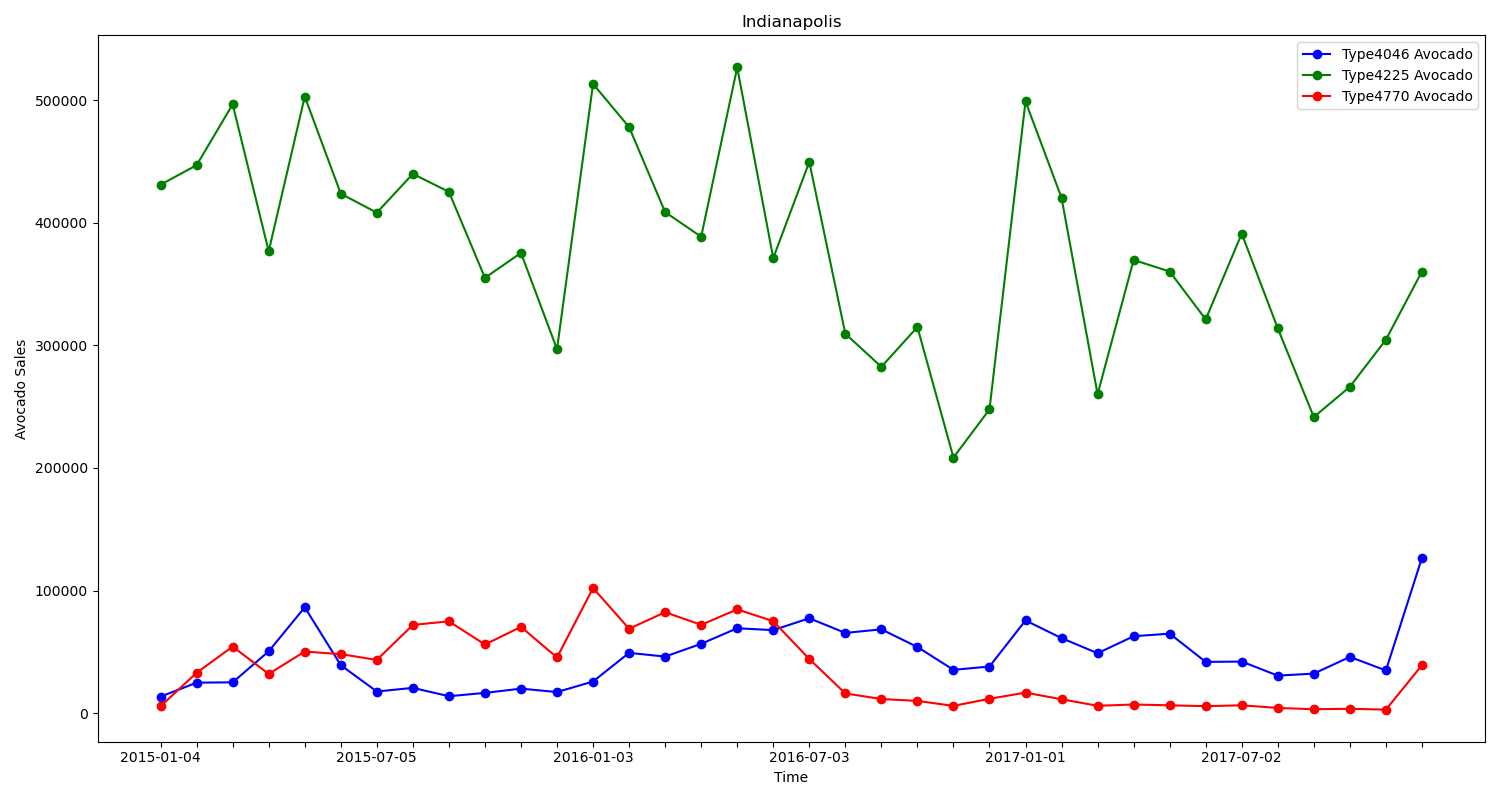 Indianapolis
Type4046 Avocado
Type4225 Avocado
Type4770 Avocado
500000
400000
300000
200000
100000
0
Avocado Sales
2015-01-04 2015-07-05 2016-01-03 2016-07-03 2017-01-01 2017-07-02
Time